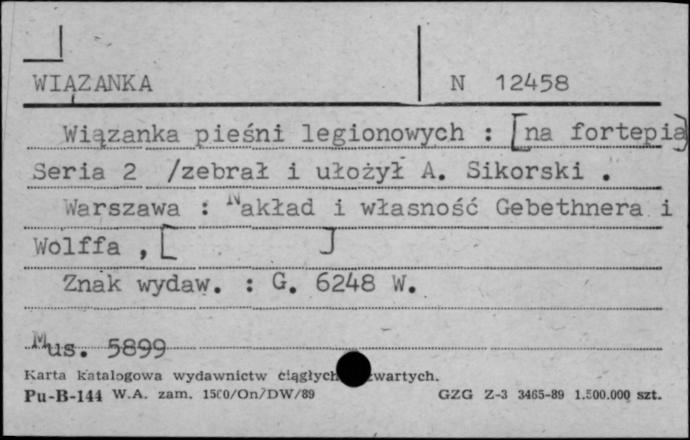 WIĄZANKA N 12458
Wiązanka pieśni legionowych : [na fortepia]
Seria 2 /zebrał i ułożył A. Sikorski .
Warszawa : Nakład i własność Gebethnera i
Wolffa , [ ]
Znak wydaw. : G. 6248 W.
Mus. 5899
Karta katalogowa wydawnictw ciągłych wartych.
Pu-B-144 W.A. zam. 1500/On/DW/89 GZG Z-3 3465-89 1.500.000 szt.